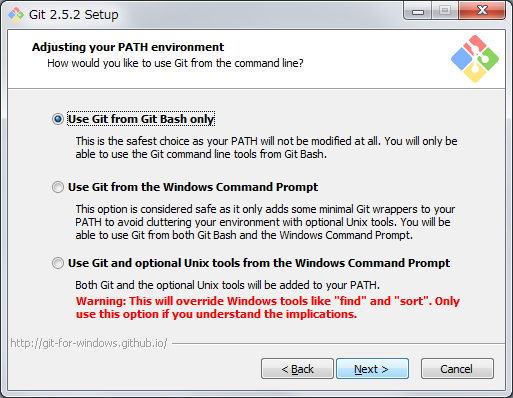 Git 2.5.2 Setup
Adjusting your PATH environment
How would you like to use Git from the command line?
Use Git from Git Bash only
This is the safest choice as your PATH will not be modified at all. You will only be
able to use the Git command line tools from Git Bash.
Use Git from the Windows Command Prompt
This option is considered safe as it only adds some minimal Git wrappers to your
PATH to avoid cluttering your environment with optional Unix tools. You will be
able to use Git from both Git Bash and the Windows Command Prompt.
Use Git and optional Unix tools from the Windows Command Prompt
Both Git and the optional Unix tools will be added to your PATH.
Warning: This will override Windows tools like "find" and "sort". Only
use this option if you understand the implications.
http://git-for-windows.github.io/
< Back
Next >
Cancel